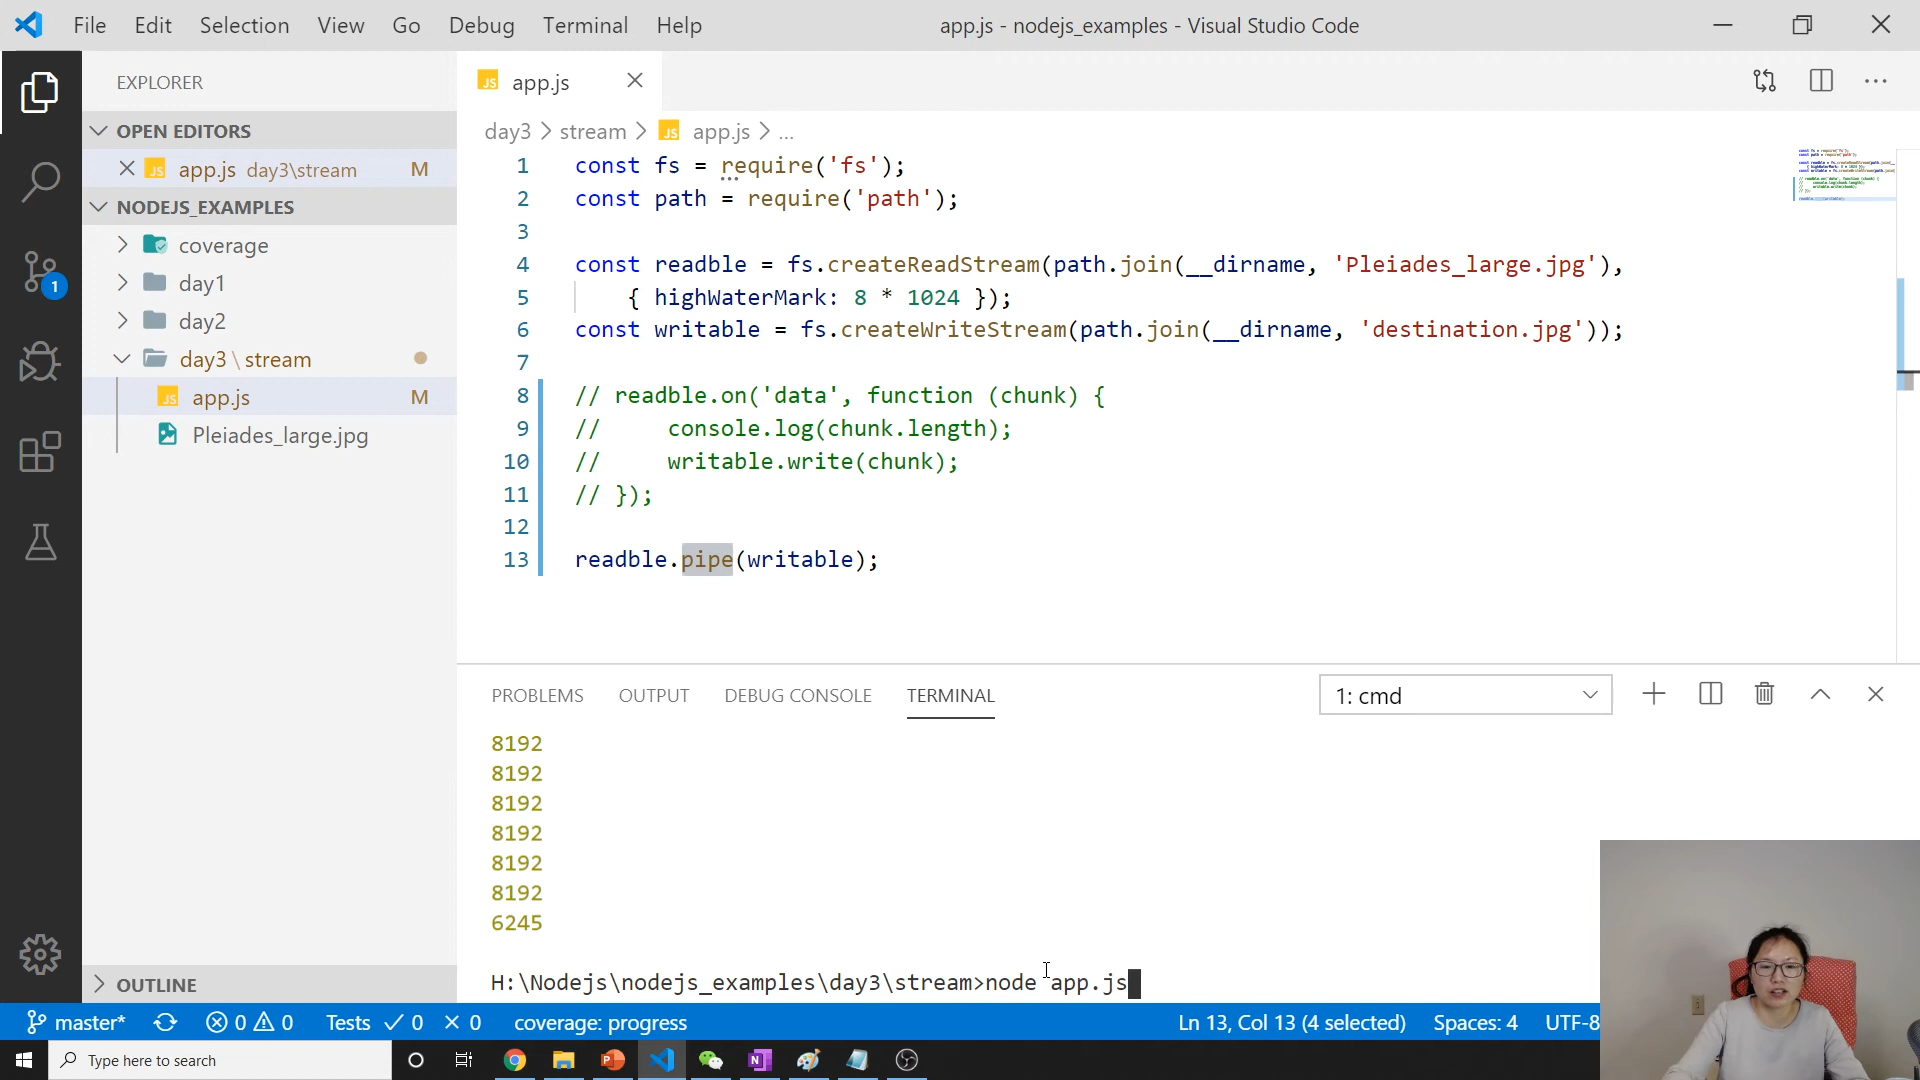 File Edit Selection View Go Debug Terminal Help
app.js - nodejs_examples - Visual Studio Code
EXPLORER
OPEN EDITORS
app.js day3\stream M
NODEJS_EXAMPLES
coverage
day1
day2
day3 \ stream
app.js M
Pleiades_large.jpg
OUTLINE
JS app.js
day3 > stream > JS app.js > ...
1 const fs = require('fs');
2 const path = require('path');
3
4 const readble = fs.createReadStream(path.join(__dirname, 'Pleiades_large.jpg'),
5 { highWaterMark: 8 * 1024 });
6 const writable = fs.createWriteStream(path.join(__dirname, 'destination.jpg'));
7
8 // readble.on('data', function (chunk) {
9 // console.log(chunk.length);
10 // writable.write(chunk);
11 // });
12
13 readble.pipe(writable);
PROBLEMS OUTPUT DEBUG CONSOLE TERMINAL
1: cmd
8192
8192
8192
8192
8192
8192
6245
H:\Nodejs\nodejs_examples\day3\stream>node app.js
1
master* 0 0 Tests 0 0 coverage: progress
Ln 13, Col 13 (4 selected) Spaces: 4 UTF-8
Type here to search